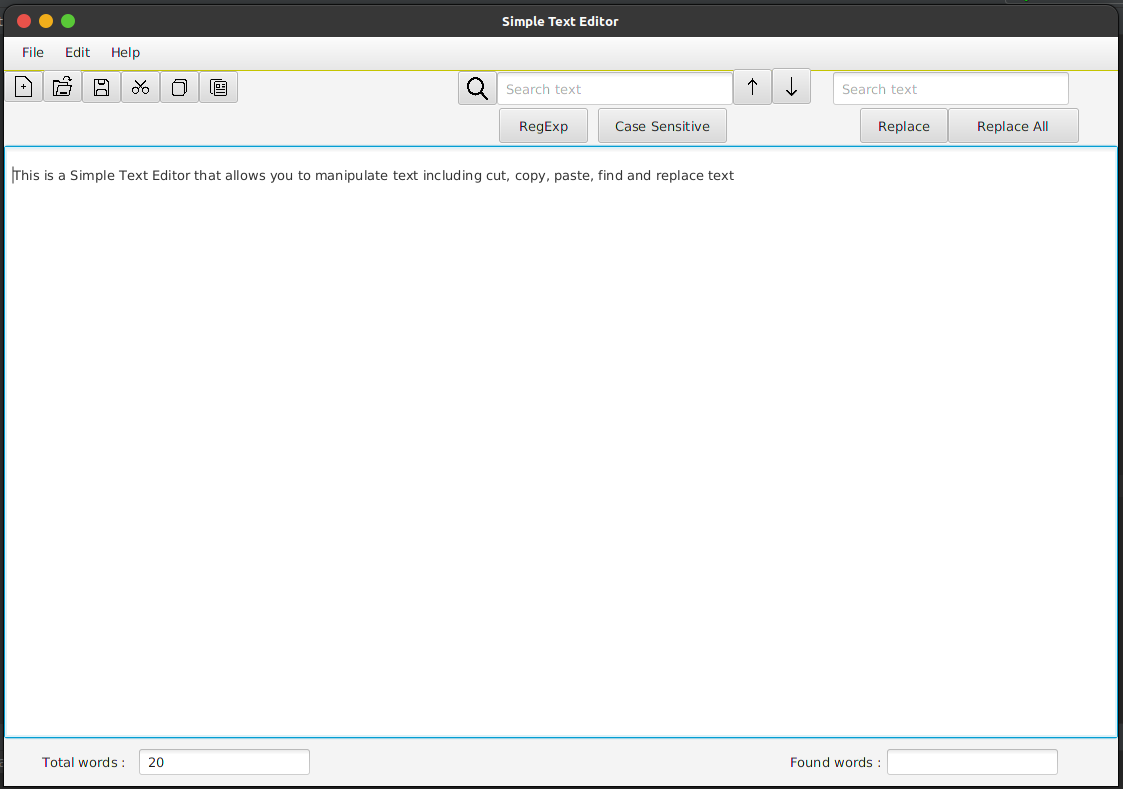 Simple Text Editor
File Edit Help
Search text Search text
RegExp Case Sensitive Replace Replace All
This is a Simple Text Editor that allows you to manipulate text including cut, copy, paste, find and replace text
Total words : 20 Found words :